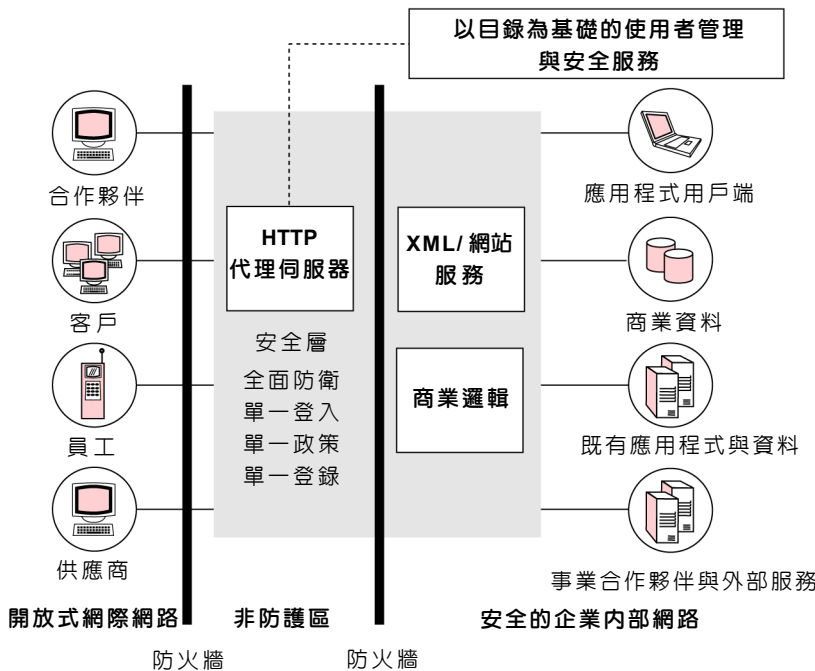 以目錄為基礎的使用者管理
與安全服務
合作夥伴
客戶
員工
供應商
HTTP
代理伺服器
安全層
全面防衛
單一登入
單一政策
單一登錄
XML/ 網站
服務
商業邏輯
應用程式用戶端
商業資料
既有應用程式與資料
事業合作夥伴與外部服務
開放式網際網路
非防護區
安全的企業內部網路
防火牆
防火牆